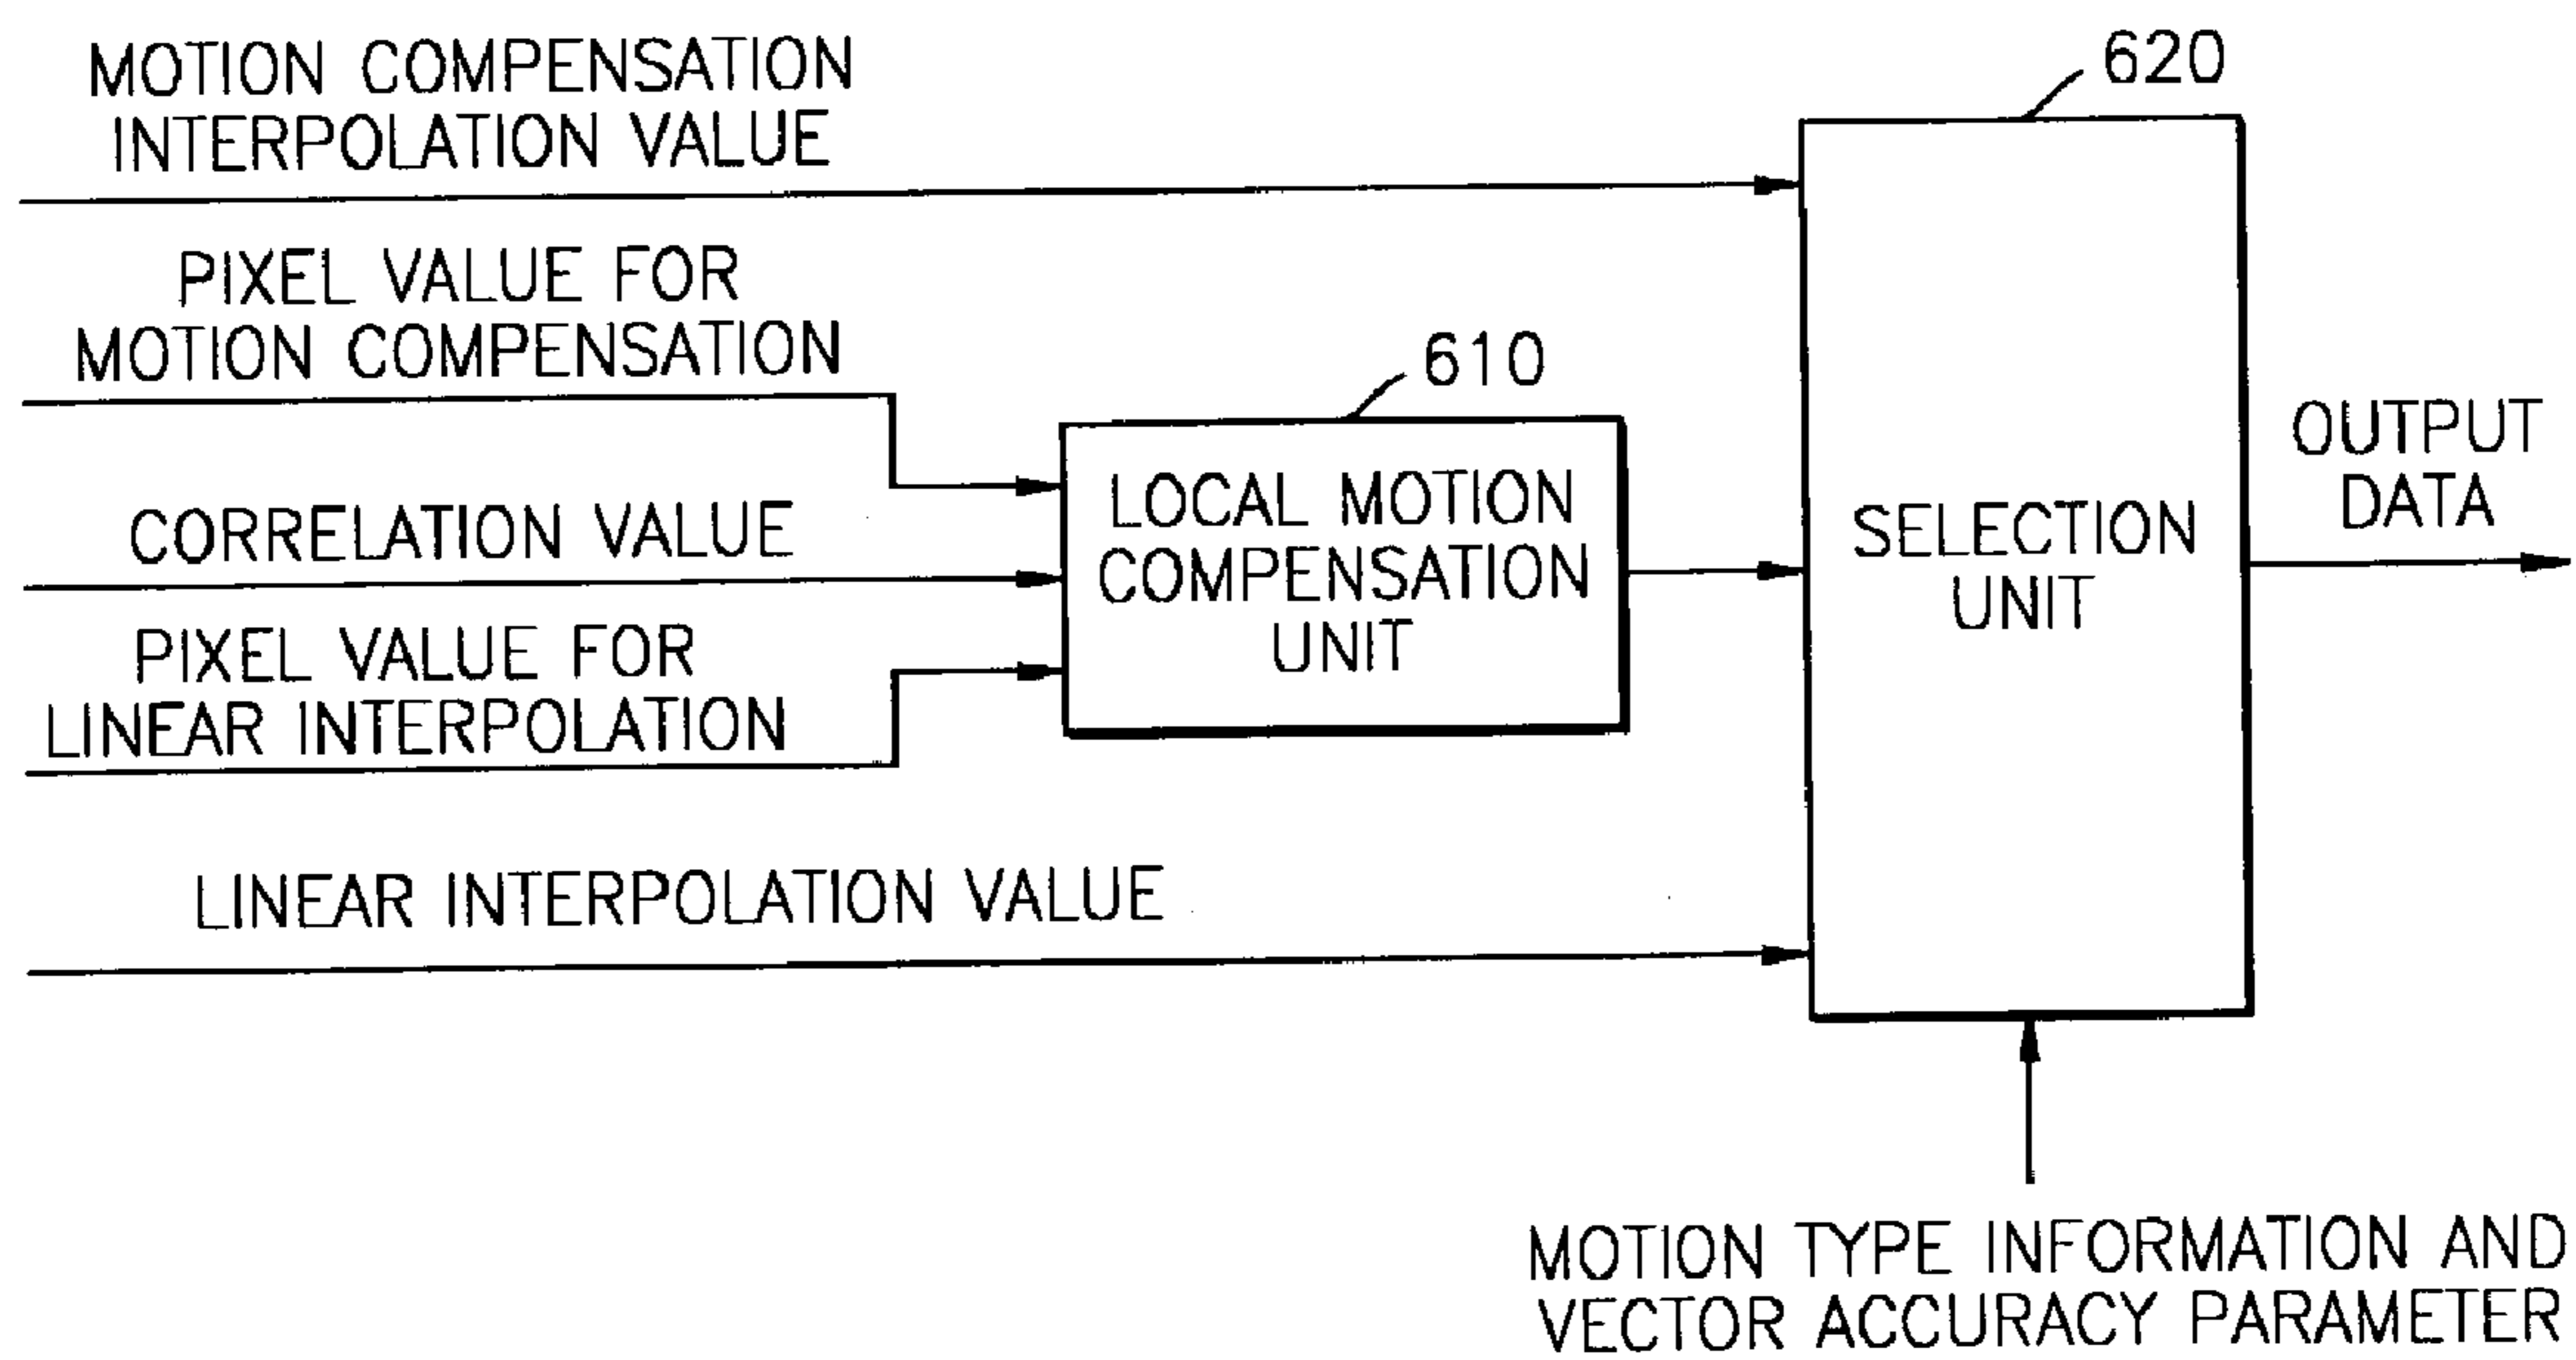 MOTION COMPENSATION
INTERPOLATION VALUE
620
PIXEL VALUE FOR
MOTION COMPENSATION
610
CORRELATION VALUE
LOCAL MOTION
COMPENSATION
UNIT
PIXEL VALUE FOR
LINEAR INTERPOLATION
SELECTION
UNIT
OUTPUT
DATA
LINEAR INTERPOLATION VALUE
MOTION TYPE INFORMATION AND
VECTOR ACCURACY PARAMETER